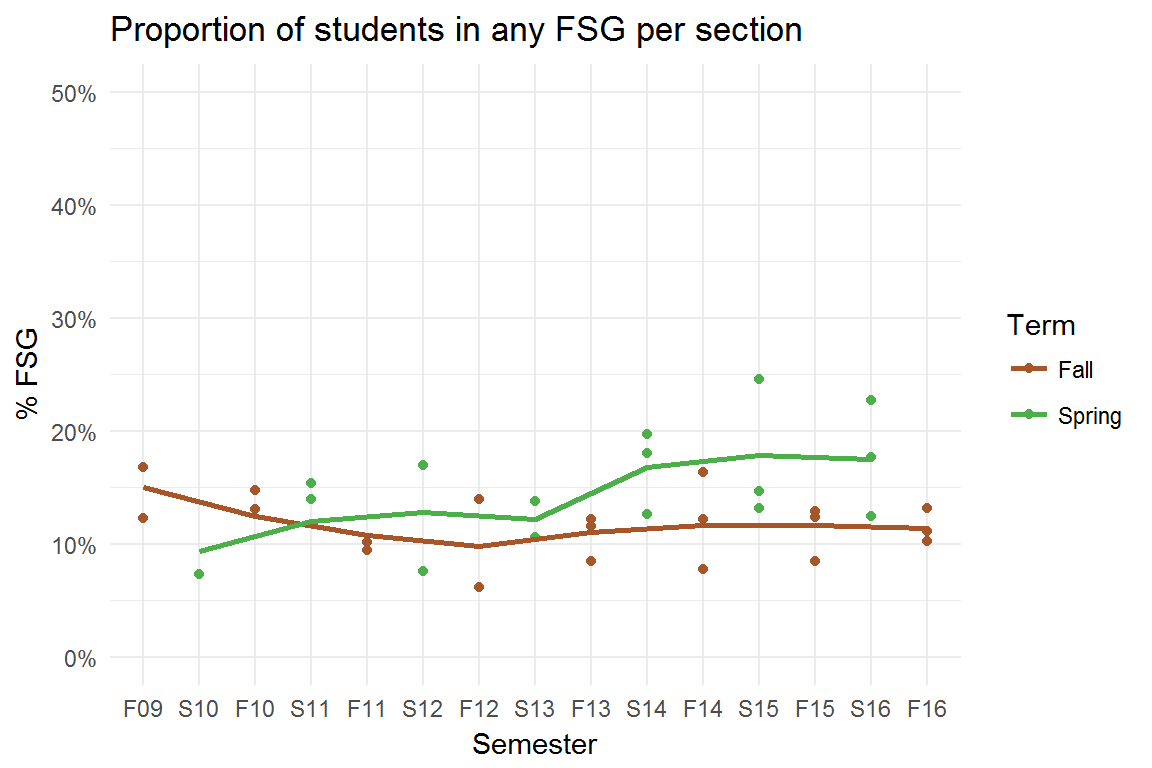 Proportion of students in any FSG per section
50%
40%
30%
20%
10%
0%
% FSG
F09 S10 F10 S11 F11 S12 F12 S13 F13 S14 F14 S15 F15 S16 F16
Semester
Term
Fall
Spring